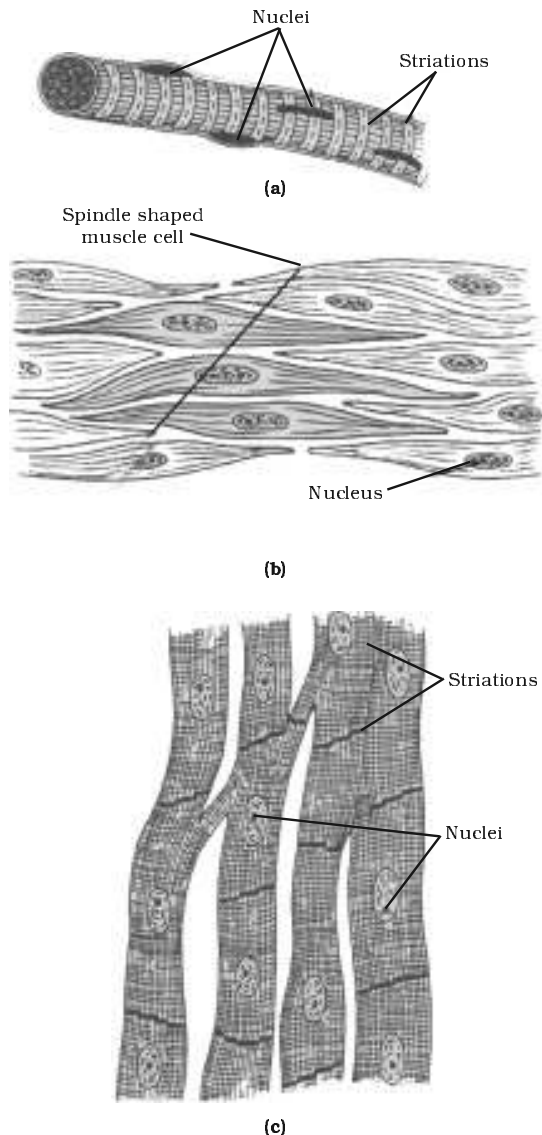 Nuclei
Striations
(a)
Spindle shaped
muscle cell
Nucleus
(b)
Striations
Nuclei
(c)